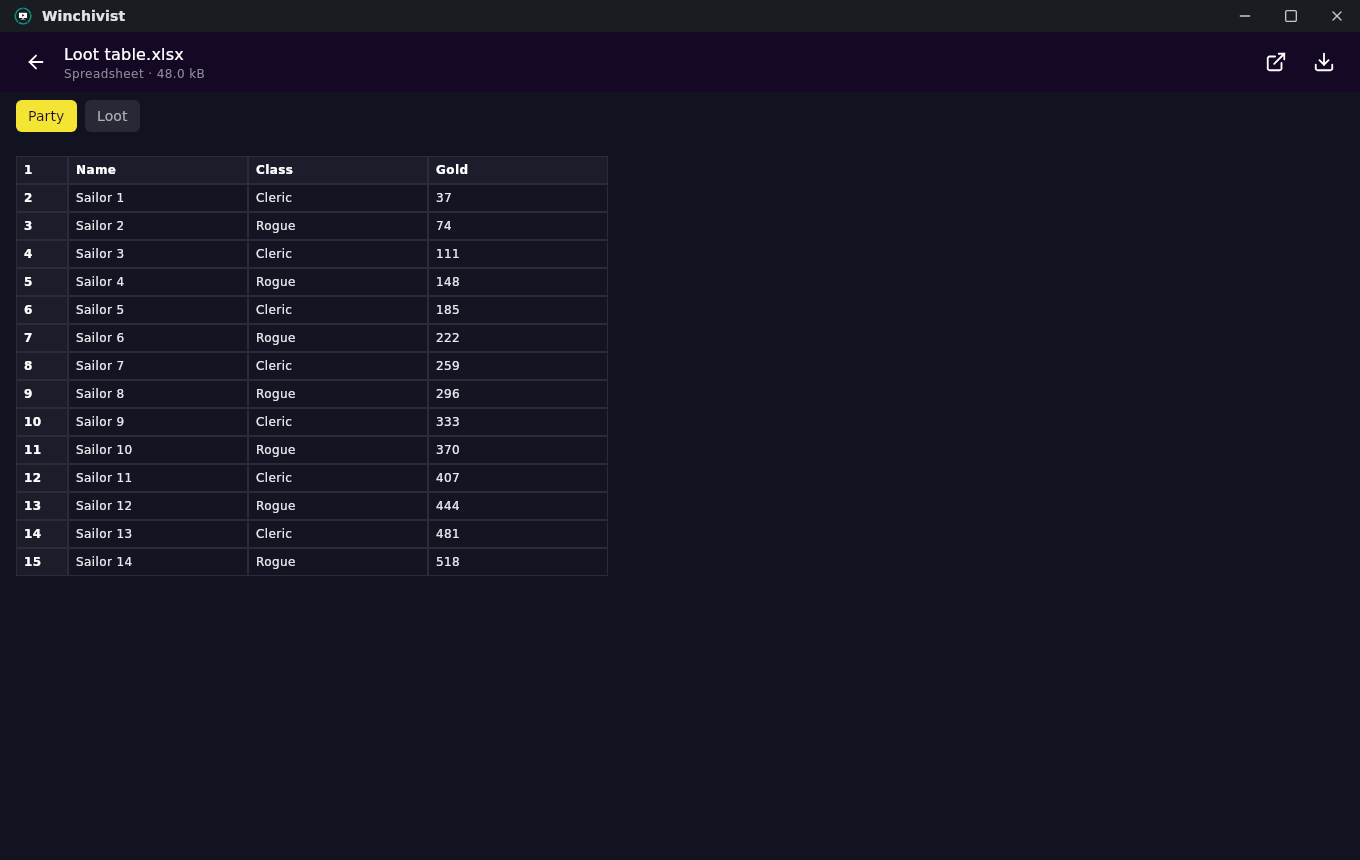 Winchivist
Loot table.xlsx
Spreadsheet · 48.0 kB
Party Loot
1 Name Class Gold
2 Sailor 1 Cleric 37
3 Sailor 2 Rogue 74
4 Sailor 3 Cleric 111
5 Sailor 4 Rogue 148
6 Sailor 5 Cleric 185
7 Sailor 6 Rogue 222
8 Sailor 7 Cleric 259
9 Sailor 8 Rogue 296
10 Sailor 9 Cleric 333
11 Sailor 10 Rogue 370
12 Sailor 11 Cleric 407
13 Sailor 12 Rogue 444
14 Sailor 13 Cleric 481
15 Sailor 14 Rogue 518